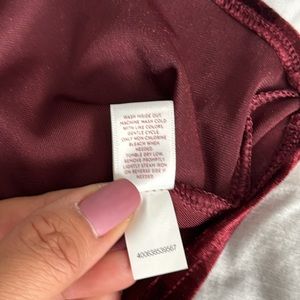 WASH INSIDE OUT
MACHINE WASH COLD
WITH LIKE COLORS,
GENTLE CYCLE
ONLY NON-CHLORINE
BLEACH WHEN
NEEDED.
TUMBLE DRY LOW.
REMOVE PROMPTLY
LIGHTLY STEAM IRON
ON REVERSE SIDE IF
NEEDED.
400638539567